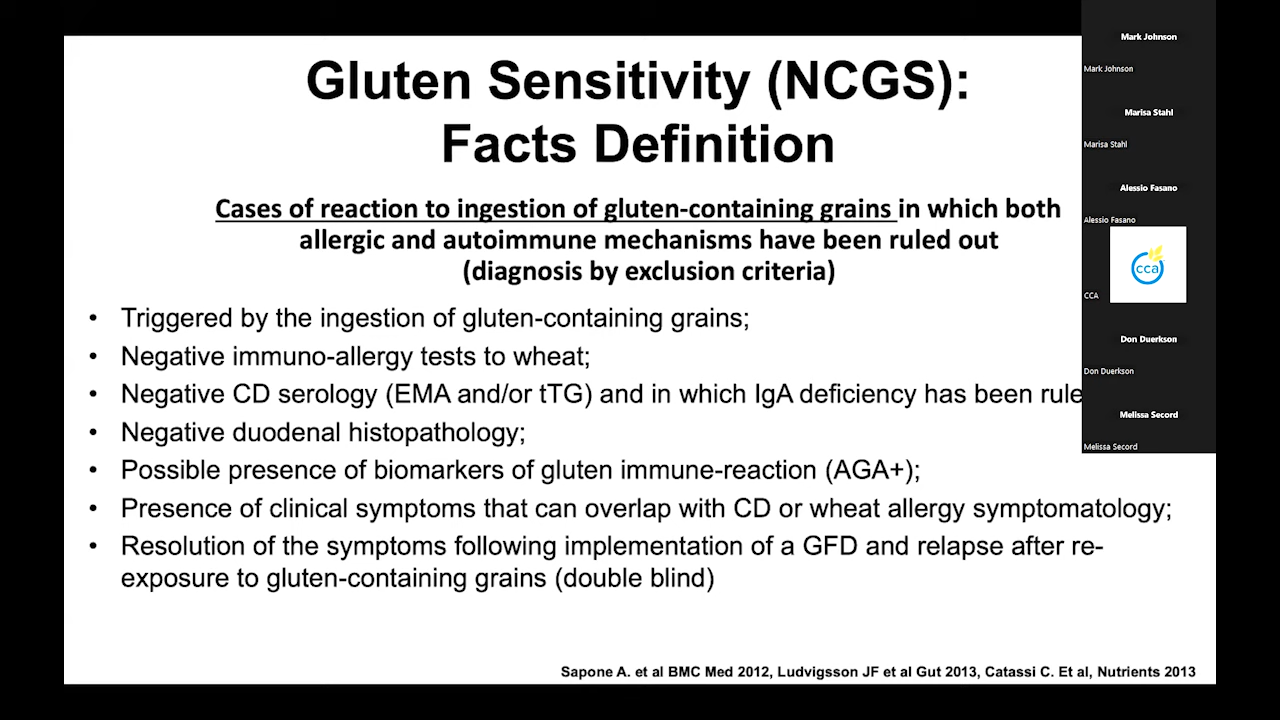 Gluten Sensitivity (NCGS):
Facts Definition
Cases of reaction to ingestion of gluten-containing grains in which both
allergic and autoimmune mechanisms have been ruled out
(diagnosis by exclusion criteria)
• Triggered by the ingestion of gluten-containing grains;
• Negative immuno-allergy tests to wheat;
• Negative CD serology (EMA and/or tTG) and in which IgA deficiency has been rule
• Negative duodenal histopathology;
• Possible presence of biomarkers of gluten immune-reaction (AGA+);
• Presence of clinical symptoms that can overlap with CD or wheat allergy symptomatology;
• Resolution of the symptoms following implementation of a GFD and relapse after re-
exposure to gluten-containing grains (double blind)
Sapone A. et al BMC Med 2012, Ludvigsson JF et al Gut 2013, Catassi C. Et al, Nutrients 2013
Mark Johnson
Mark Johnson
Marisa Stahl
Marisa Stahl
Alessio Fasano
Alessio Fasano
cca
CCA
Don Duerkson
Don Duerkson
Melissa Secord
Melissa Secord